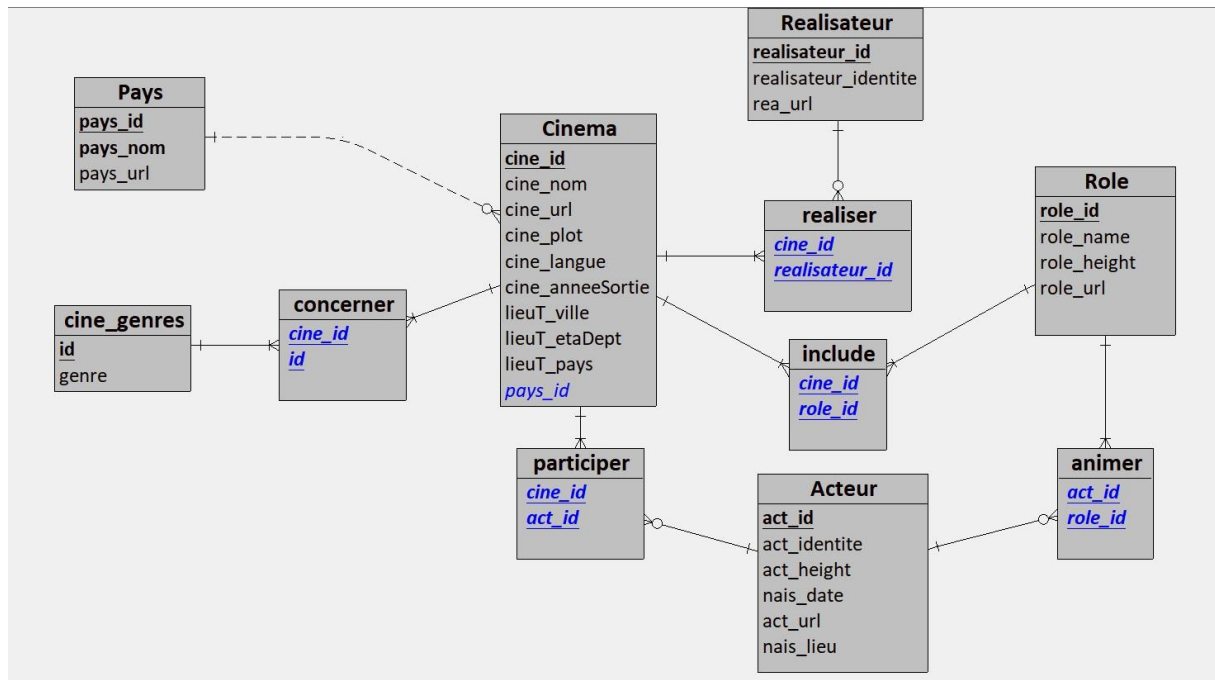 Realisateur
realisateur_id
realisateur_identite
rea_url
Pays
pays_id
pays_nom
pays_url
Cinema
cine_id
cine_nom
cine_url
cine_plot
cine_langue
cine_anneeSortie
lieuT_ville
lieuT_etaDept
lieuT_pays
pays_id
Role
role_id
role_name
role_height
role_url
realiser
cine_id
realisateur_id
concerner
cine_id
id
cine_genres
id
genre
include
cine_id
role_id
participer
cine_id
act_id
Acteur
act_id
act_identite
act_height
nais_date
act_url
nais_lieu
animer
act_id
role_id